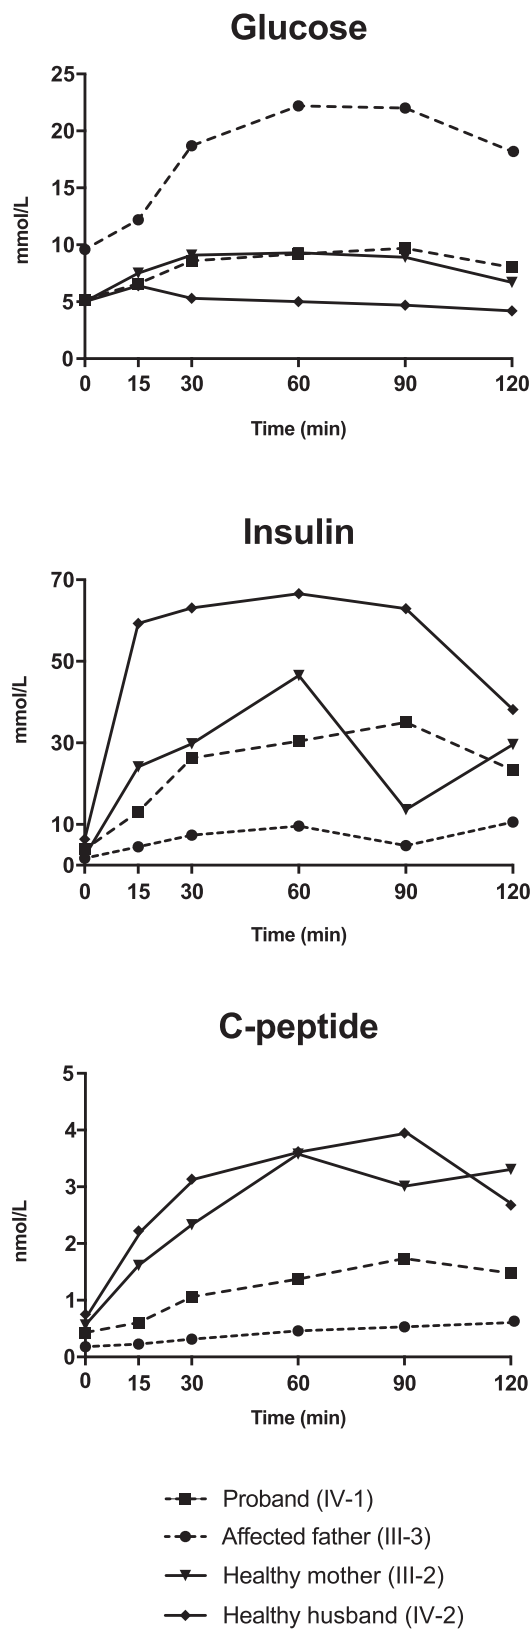 Glucose
25
20
15
10
5
0
mmol/L
0 15 30 60 90 120
Time (min)
Insulin
70
50
30
10
0
mmol/L
0 15 30 60 90 120
Time (min)
C-peptide
5
4
3
2
1
0
nmol/L
0 15 30 60 90 120
Time (min)
Proband (IV-1)
Affected father (III-3)
Healthy mother (III-2)
Healthy husband (IV-2)